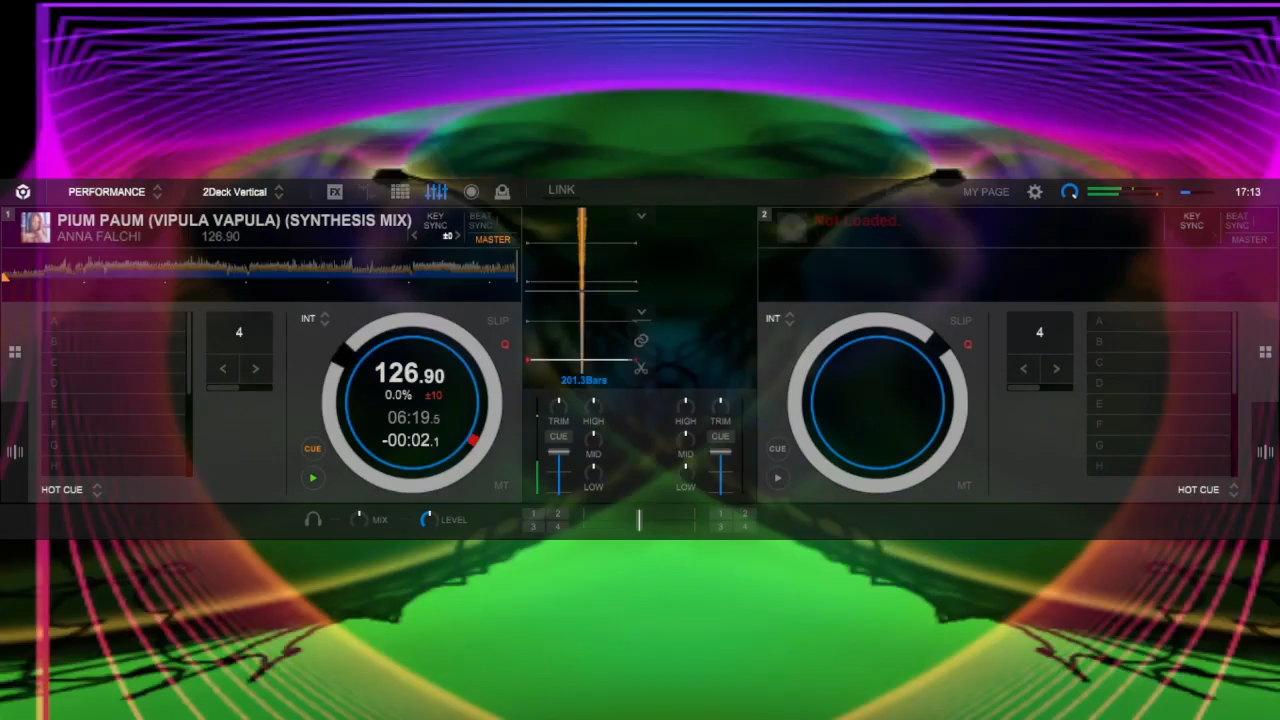 PERFORMANCE 2Deck Vertical FX LINK MY PAGE 17:13
1 PIUM PAUM (VIPULA VAPULA) (SYNTHESIS MIX) KEY SYNC BEAT SYNC
ANNA FALCHI 126.90 < ±0 > MASTER
2 Not Loaded. KEY SYNC BEAT SYNC
MASTER
A
B
C
D
E
F
G
H
HOT CUE
4
< >
INT
SLIP
Q
126.90
0.0% ±10
06:19.5
-00:02.1
CUE
MT
201.3Bars
TRIM HIGH HIGH TRIM
CUE CUE
MID MID
LOW LOW
INT
SLIP
Q
CUE
MT
4
< >
A
B
C
D
E
F
G
H
HOT CUE
MIX LEVEL
1 2
3 4
1 2
3 4